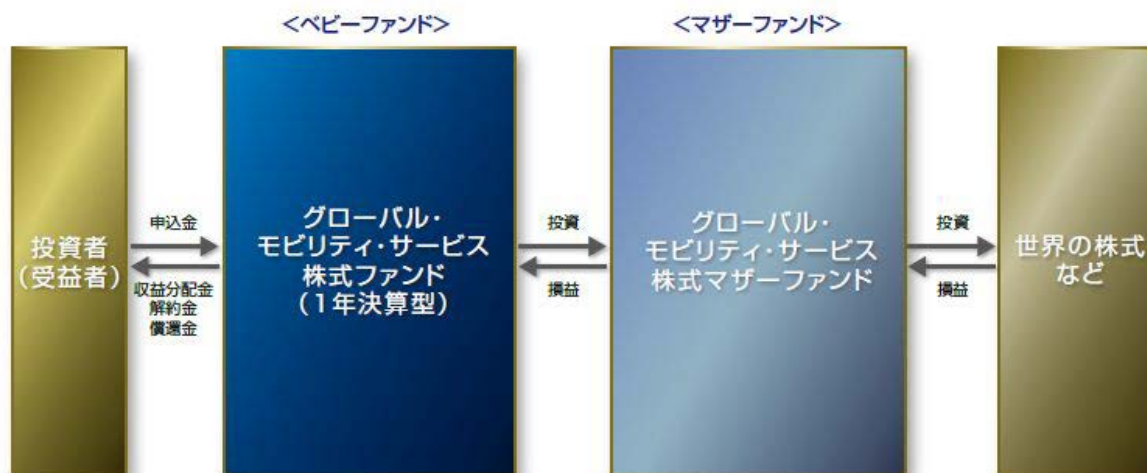 <ベビーファンド>
<マザーファンド>
投資者
(受益者)
申込金
収益分配金
解約金
償還金
グローバル・
モビリティ・サービス
株式ファンド
(1年決算型)
投資
損益
グローバル・
モビリティ・サービス
株式マザーファンド
投資
損益
世界の株式
など